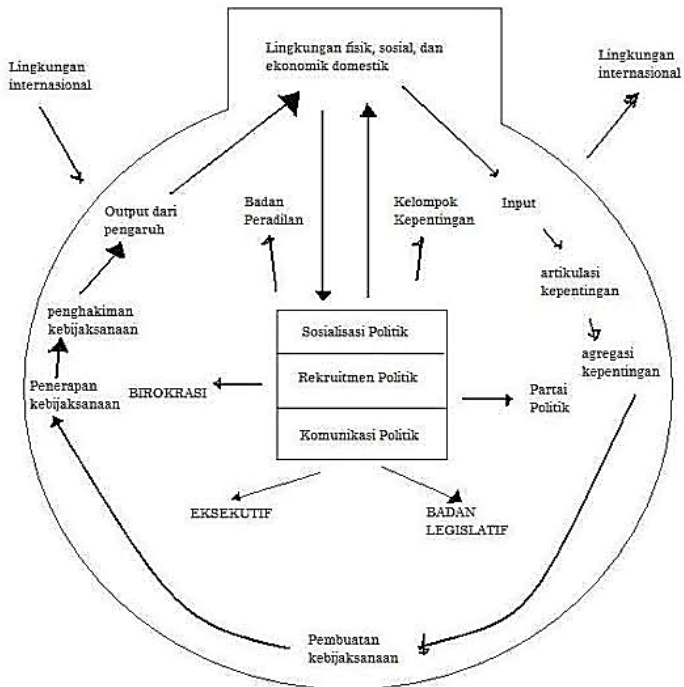 Lingkungan fisik, sosial, dan
ekonomik domestik
Lingkungan
internasional
Lingkungan
internasional
Output dari
pengaruh
Badan
Peradilan
Kelompok
Kepentingan
Input
artikulasi
kepentingan
penghakiman
kebijaksanaan
Sosialisasi Politik
agregasi
kepentingan
Rekruitmen Politik
Penerapan
kebijaksanaan
BIROKRASI
Partai
Politik
Komunikasi Politik
EKSEKUTIF
BADAN
LEGISLATIF
Pembuatan
kebijaksanaan